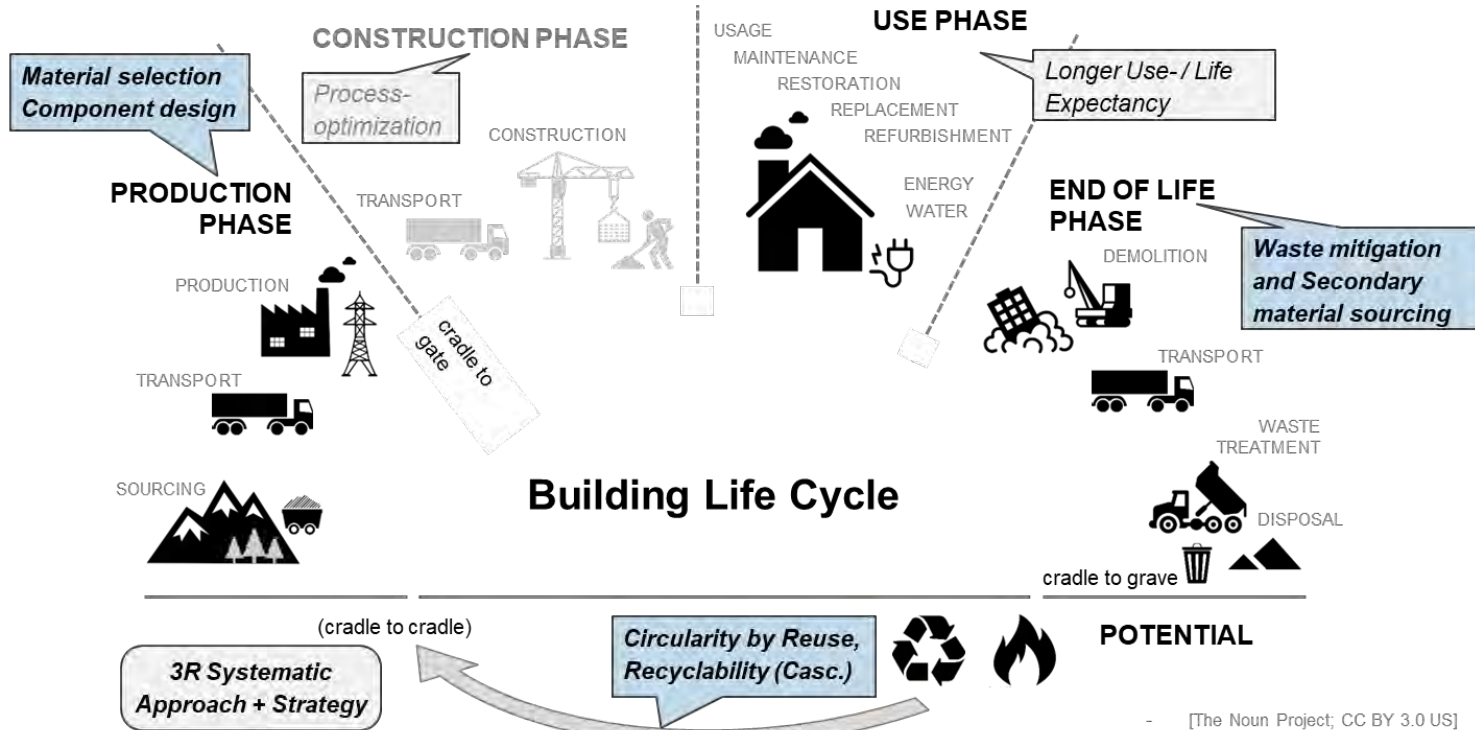 CONSTRUCTION PHASE
USE PHASE
Material selection
Component design
Process-
optimization
USAGE
MAINTENANCE
RESTORATION
REPLACEMENT
REFURBISHMENT
Longer Use- / Life
Expectancy
CONSTRUCTION
TRANSPORT
ENERGY
WATER
PRODUCTION
PHASE
END OF LIFE
PHASE
PRODUCTION
DEMOLITION
Waste mitigation
and Secondary
material sourcing
cradle to
gate
TRANSPORT
TRANSPORT
WASTE
TREATMENT
SOURCING
Building Life Cycle
DISPOSAL
cradle to grave
(cradle to cradle)
Circularity by Reuse,
Recyclability (Casc.)
POTENTIAL
3R Systematic
Approach + Strategy
- [The Noun Project; CC BY 3.0 US]